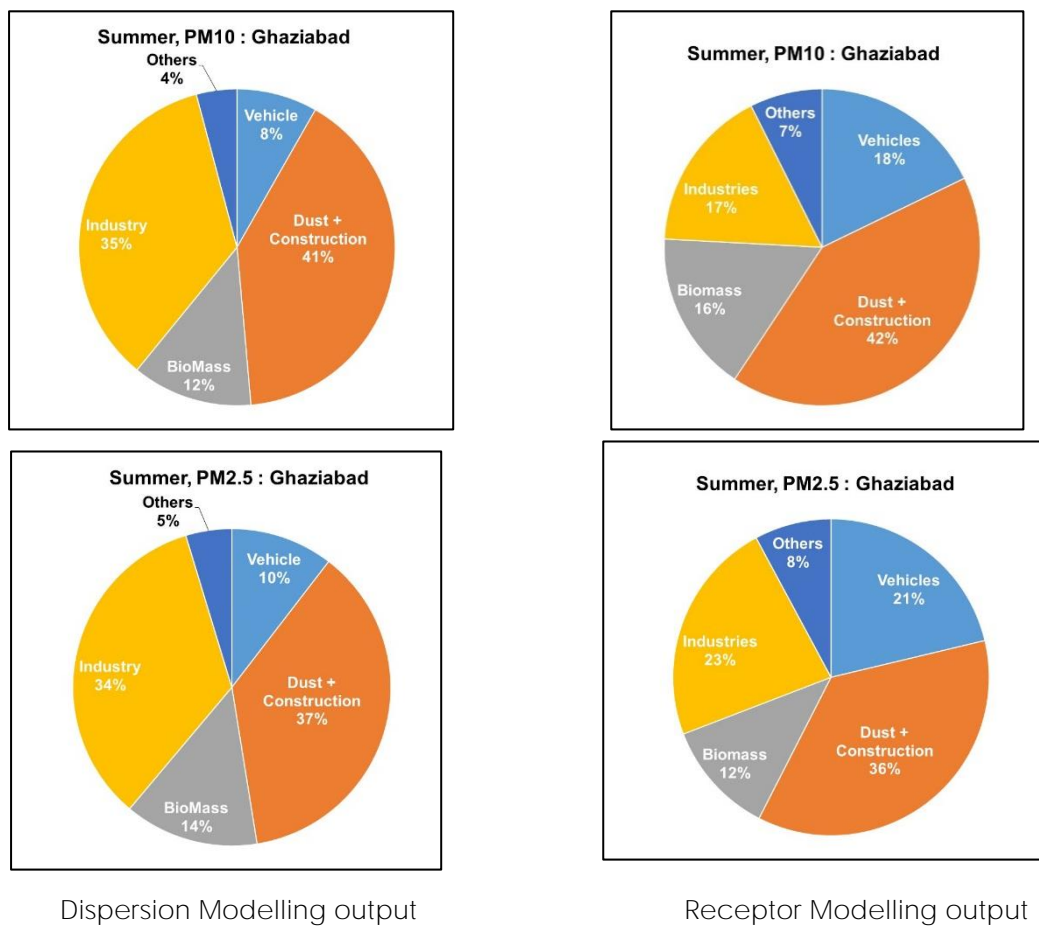 Summer, PM10 : Ghaziabad
Others
4%
Vehicle
8%
Industry
35%
Dust +
Construction
41%
BioMass
12%
Summer, PM10 : Ghaziabad
Others
7%
Vehicles
18%
Industries
17%
Biomass
16%
Dust +
Construction
42%
Summer, PM2.5 : Ghaziabad
Others
5%
Vehicle
10%
Industry
34%
Dust +
Construction
37%
BioMass
14%
Summer, PM2.5 : Ghaziabad
Others
8%
Vehicles
21%
Industries
23%
Biomass
12%
Dust +
Construction
36%
Dispersion Modelling output
Receptor Modelling output